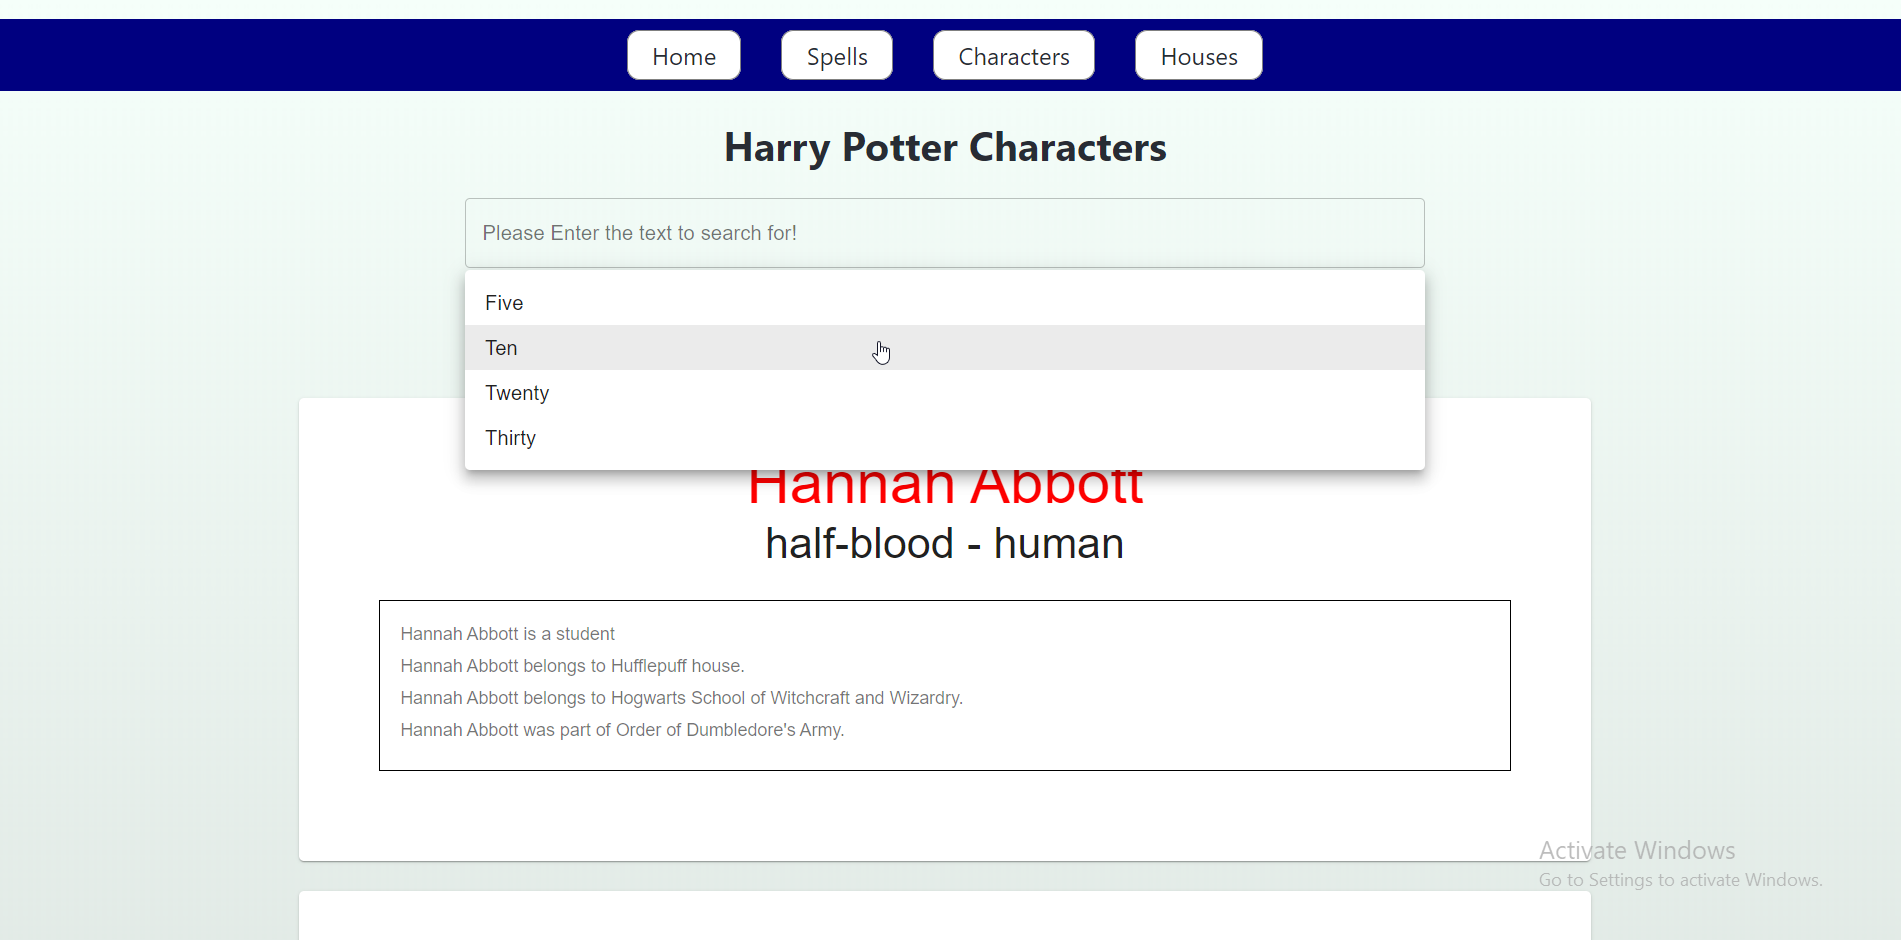 Home Spells Characters Houses
Harry Potter Characters
Please Enter the text to search for!
Five
Ten
Twenty
Thirty
Hannah Abbott
half-blood - human
Hannah Abbott is a student
Hannah Abbott belongs to Hufflepuff house.
Hannah Abbott belongs to Hogwarts School of Witchcraft and Wizardry.
Hannah Abbott was part of Order of Dumbledore's Army.
Activate Windows
Go to Settings to activate Windows.